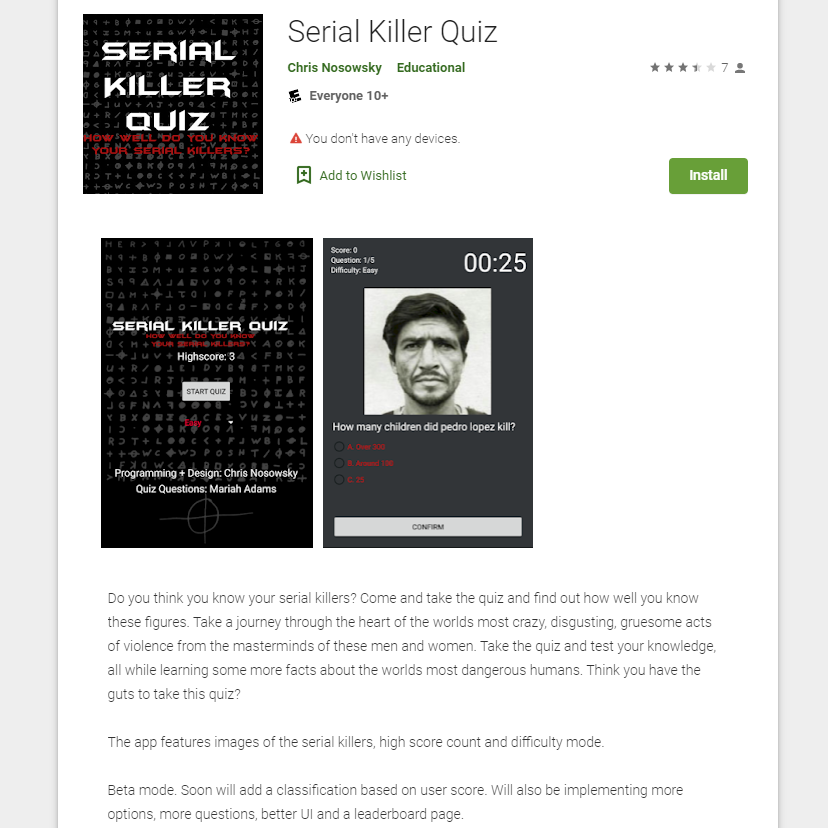 SERIAL
KILLER
QUIZ
HOW WELL DO YOU KNOW
YOUR SERIAL KILLERS?
Serial Killer Quiz
Chris Nosowsky Educational
7
E
Everyone 10+
You don't have any devices.
Add to Wishlist
Install
SERIAL KILLER QUIZ
HOW WELL DO YOU KNOW
YOUR SERIAL KILLERS?
Highscore: 3
START QUIZ
Easy
Programming + Design: Chris Nosowsky
Quiz Questions: Mariah Adams
Score: 0
Question: 1/5
Difficulty: Easy
00:25
How many children did pedro lopez kill?
A. Over
B. Around
C. 25
CONFIRM
Do you think you know your serial killers? Come and take the quiz and find out how well you know
these figures. Take a journey through the heart of the worlds most crazy, disgusting, gruesome acts
of violence from the masterminds of these men and women. Take the quiz and test your knowledge,
all while learning some more facts about the worlds most dangerous humans. Think you have the
guts to take this quiz?
The app features images of the serial killers, high score count and difficulty mode.
Beta mode. Soon will add a classification based on user score. Will also be implementing more
options, more questions, better UI and a leaderboard page.